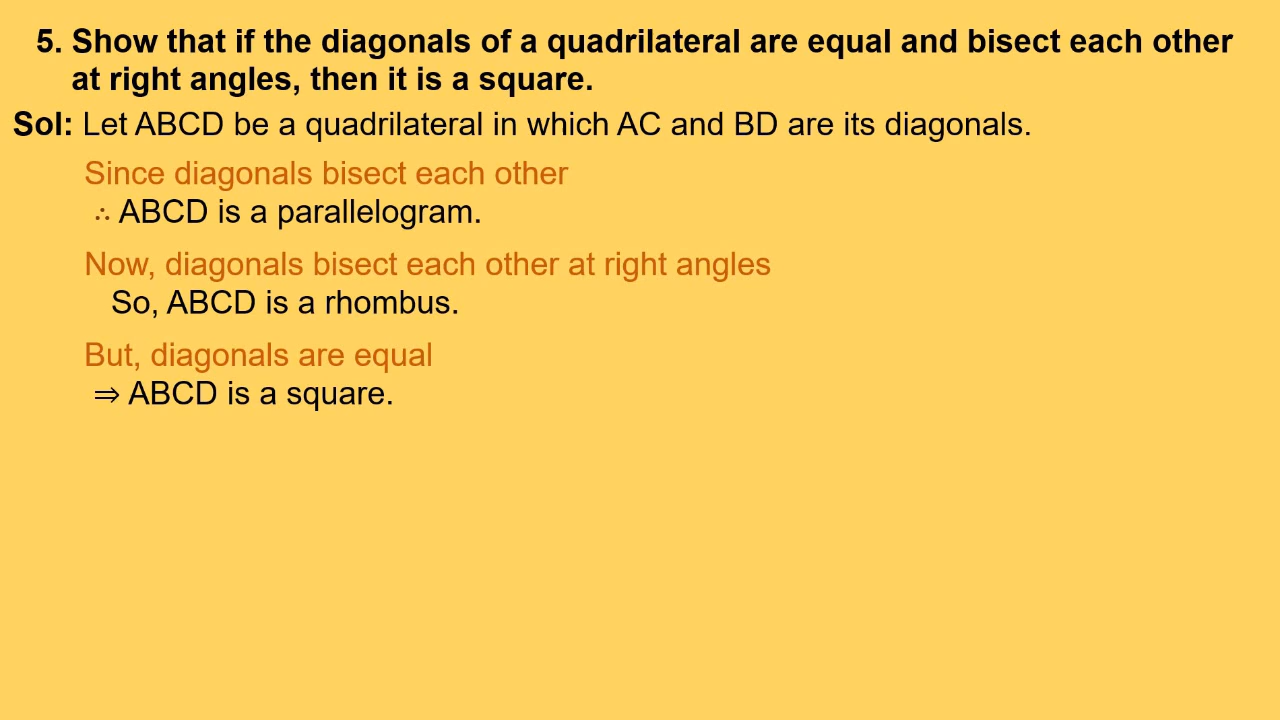 5. Show that if the diagonals of a quadrilateral are equal and bisect each other
at right angles, then it is a square.
Sol: Let ABCD be a quadrilateral in which AC and BD are its diagonals.
Since diagonals bisect each other
∴ ABCD is a parallelogram.
Now, diagonals bisect each other at right angles
So, ABCD is a rhombus.
But, diagonals are equal
⇒ ABCD is a square.